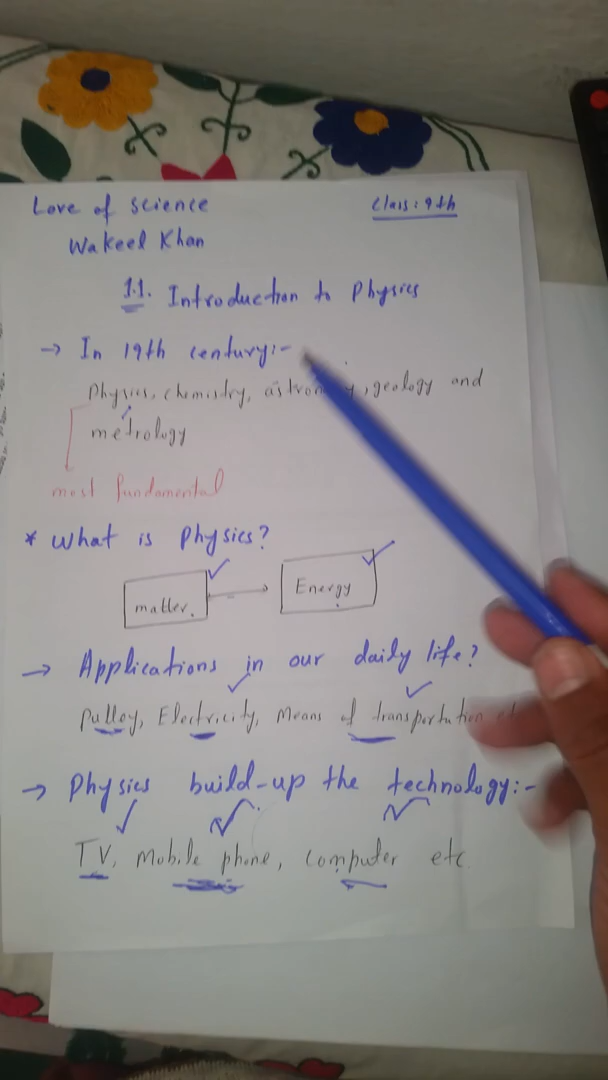 Love of Science
Class: 9th
Wakeel Khan
1.1. Introduction to Physics
→ In 19th century:-
Physics, chemistry, astronomy, geology and
metrology
most fundamental
* What is Physics?
matter.
Energy
→ Applications in our daily life?
Pulley, Electricity, Means of transportation
→ Physics build-up the technology:-
TV, Mobile phone, Computer etc.